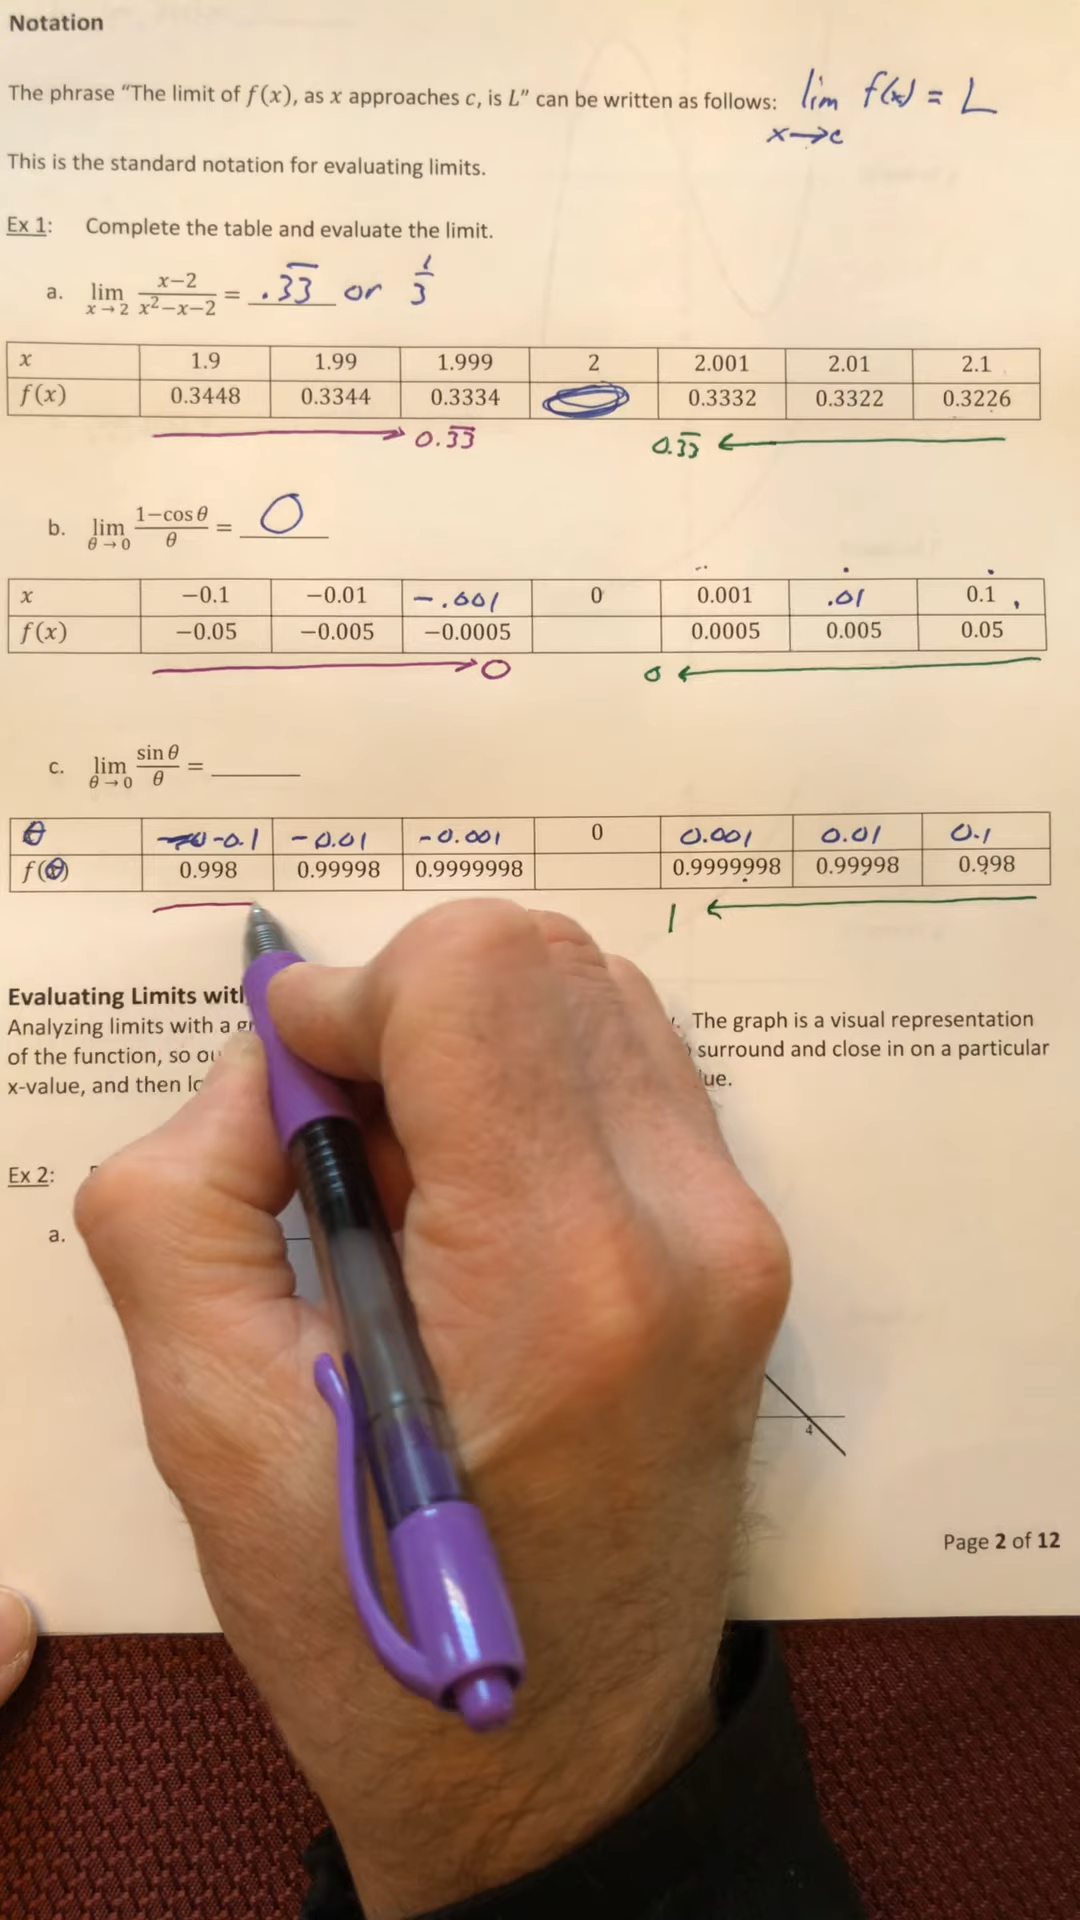 Notation
The phrase “The limit of f(x), as x approaches c, is L” can be written as follows: lim x→c f(x) = L
This is the standard notation for evaluating limits.
Ex 1: Complete the table and evaluate the limit.
a. lim x→2 x−2 / x²−x−2 = .33̅ or 1/3
x 1.9 1.99 1.999 2 2.001 2.01 2.1
f(x) 0.3448 0.3344 0.3334 0.3332 0.3322 0.3226
→ 0.33̅ 0.33̅ ←
b. lim θ→0 1−cos θ / θ = 0
x −0.1 −0.01 −.001 0 0.001 .01 0.1
f(x) −0.05 −0.005 −0.0005 0.0005 0.005 0.05
→ 0 0 ←
c. lim θ→0 sin θ / θ = ____
θ -0.1 -0.01 -0.001 0 0.001 0.01 0.1
f(θ) 0.998 0.99998 0.9999998 0.9999998 0.99998 0.998
1 ←
Evaluating Limits
Analyzing limits with a The graph is a visual representation
of the function, so surround and close in on a particular
x-value, and then
Ex 2:
a.
4
Page 2 of 12